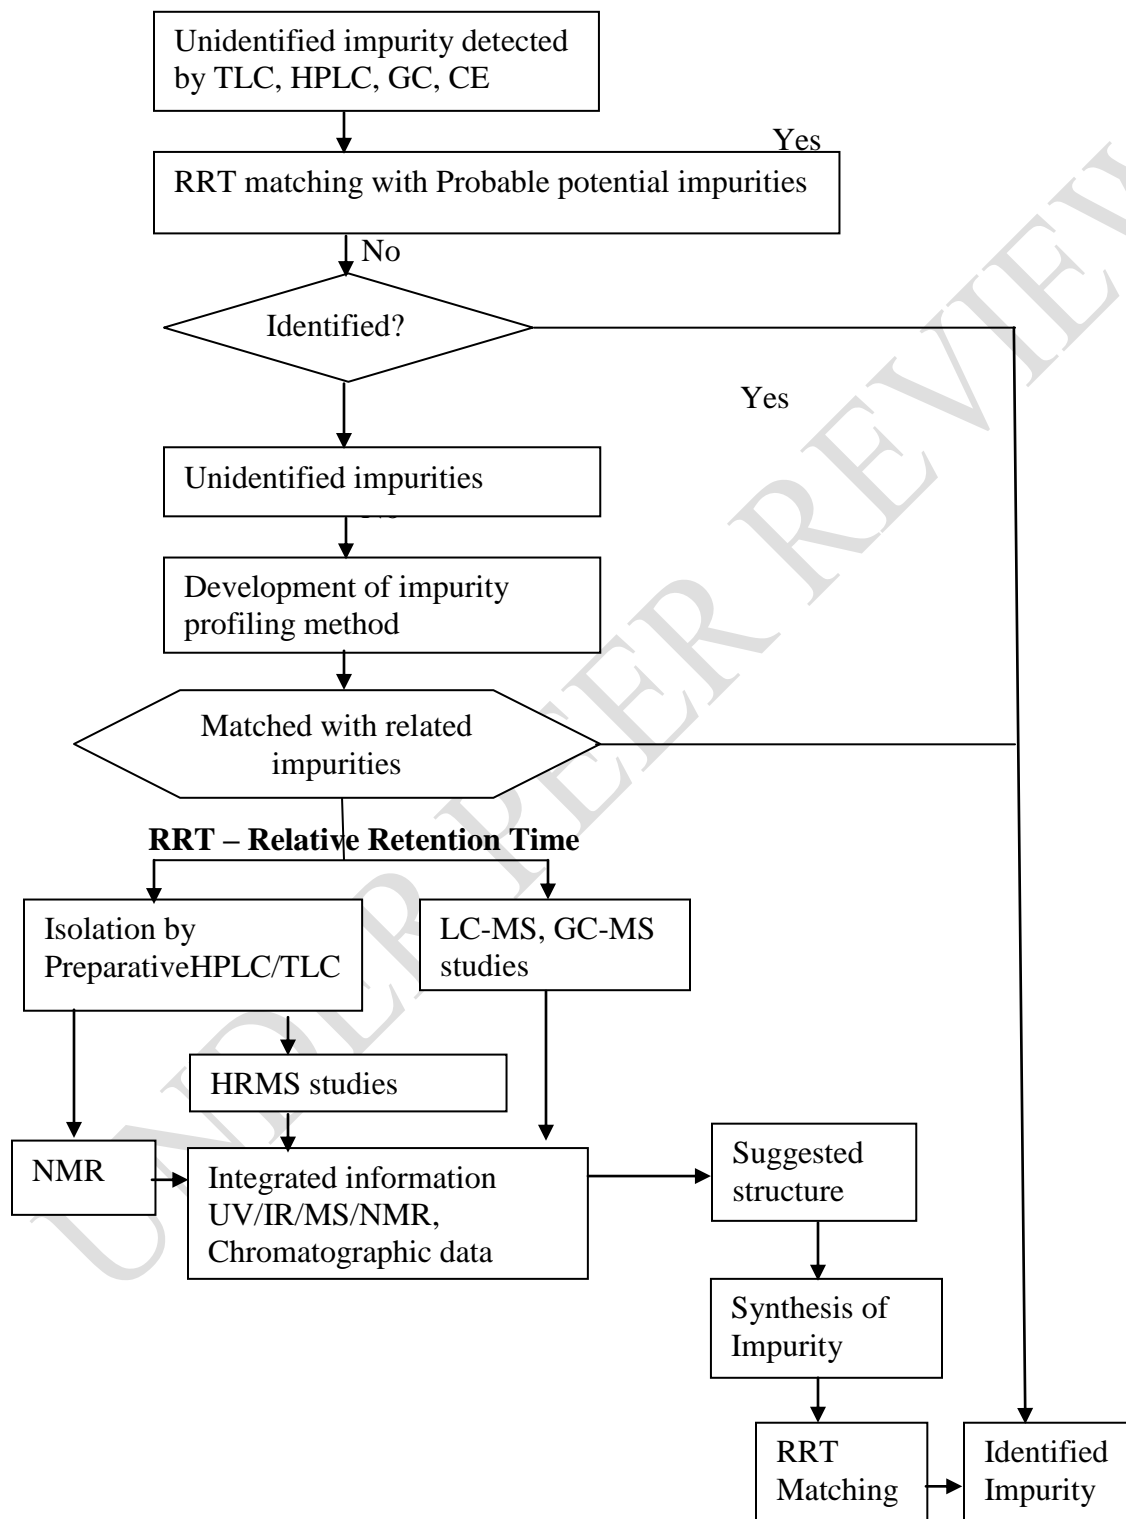 Unidentified impurity detected
by TLC, HPLC, GC, CE
Yes
RRT matching with Probable potential impurities
No
Identified?
Yes
Unidentified impurities
Development of impurity
profiling method
Matched with related
impurities
RRT – Relative Retention Time
Isolation by
PreparativeHPLC/TLC
LC-MS, GC-MS
studies
HRMS studies
NMR
Integrated information
UV/IR/MS/NMR,
Chromatographic data
Suggested
structure
Synthesis of
Impurity
RRT
Matching
Identified
Impurity
UNDER PEER REVIEW